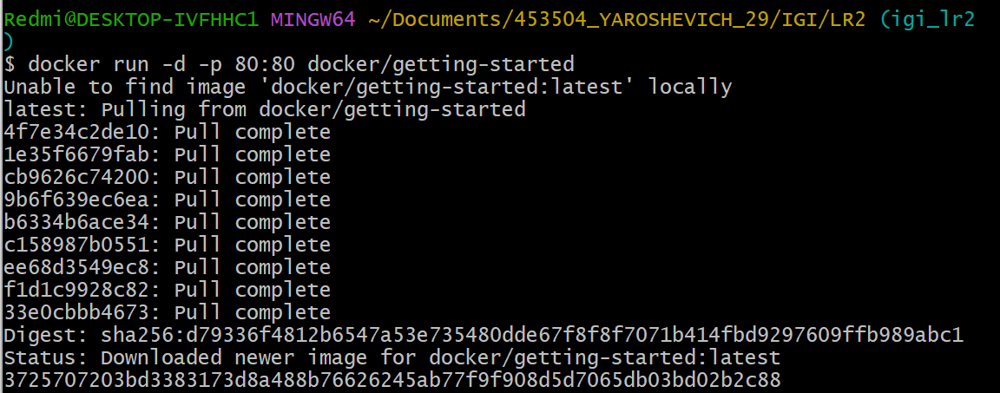 Redmi@DESKTOP-IVFHHC1 MINGW64 ~/Documents/453504_YAROSHEVICH_29/IGI/LR2 (igi_lr2
)
$ docker run -d -p 80:80 docker/getting-started
Unable to find image 'docker/getting-started:latest' locally
latest: Pulling from docker/getting-started
4f7e34c2de10: Pull complete
1e35f6679fab: Pull complete
cb9626c74200: Pull complete
9b6f639ec6ea: Pull complete
b6334b6ace34: Pull complete
c158987b0551: Pull complete
ee68d3549ec8: Pull complete
f1d1c9928c82: Pull complete
33e0cbbb4673: Pull complete
Digest: sha256:d79336f4812b6547a53e735480dde67f8f8f7071b414fbd9297609ffb989abc1
Status: Downloaded newer image for docker/getting-started:latest
3725707203bd3383173d8a488b76626245ab77f9f908d5d7065db03bd02b2c88